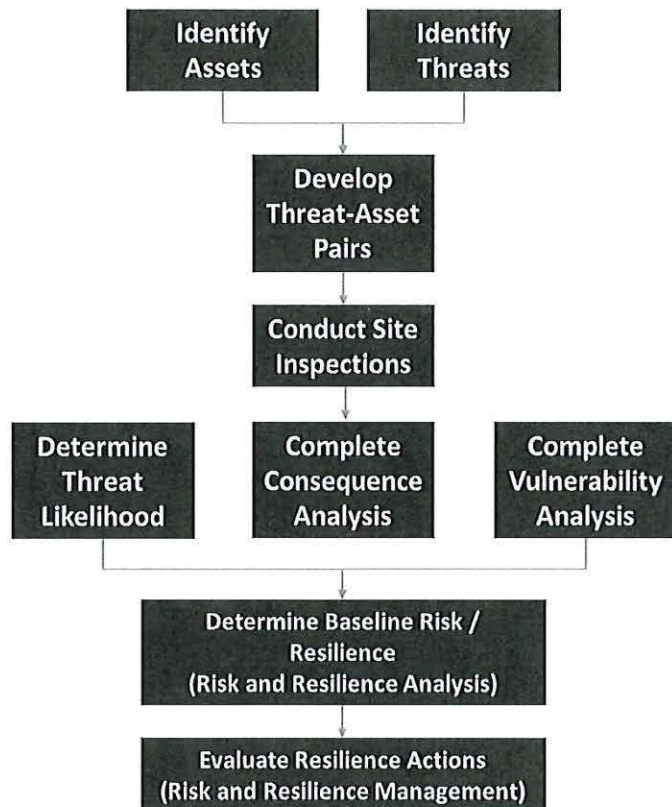 Identify
Assets
Identify
Threats
Develop
Threat-Asset
Pairs
Conduct Site
Inspections
Determine
Threat
Likelihood
Complete
Consequence
Analysis
Complete
Vulnerability
Analysis
Determine Baseline Risk /
Resilience
(Risk and Resilience Analysis)
Evaluate Resilience Actions
(Risk and Resilience Management)